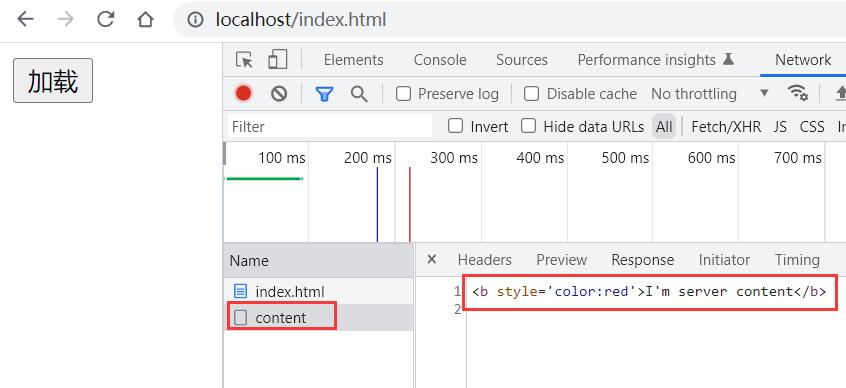 localhost/index.html
加载
Elements Console Sources Performance insights Network
Preserve log Disable cache No throttling
Filter Invert Hide data URLs All Fetch/XHR JS CSS
100 ms 200 ms 300 ms 400 ms 500 ms 600 ms 700 ms
Name × Headers Preview Response Initiator Timing
index.html 1 <b style='color:red'>I'm server content</b>
content 2